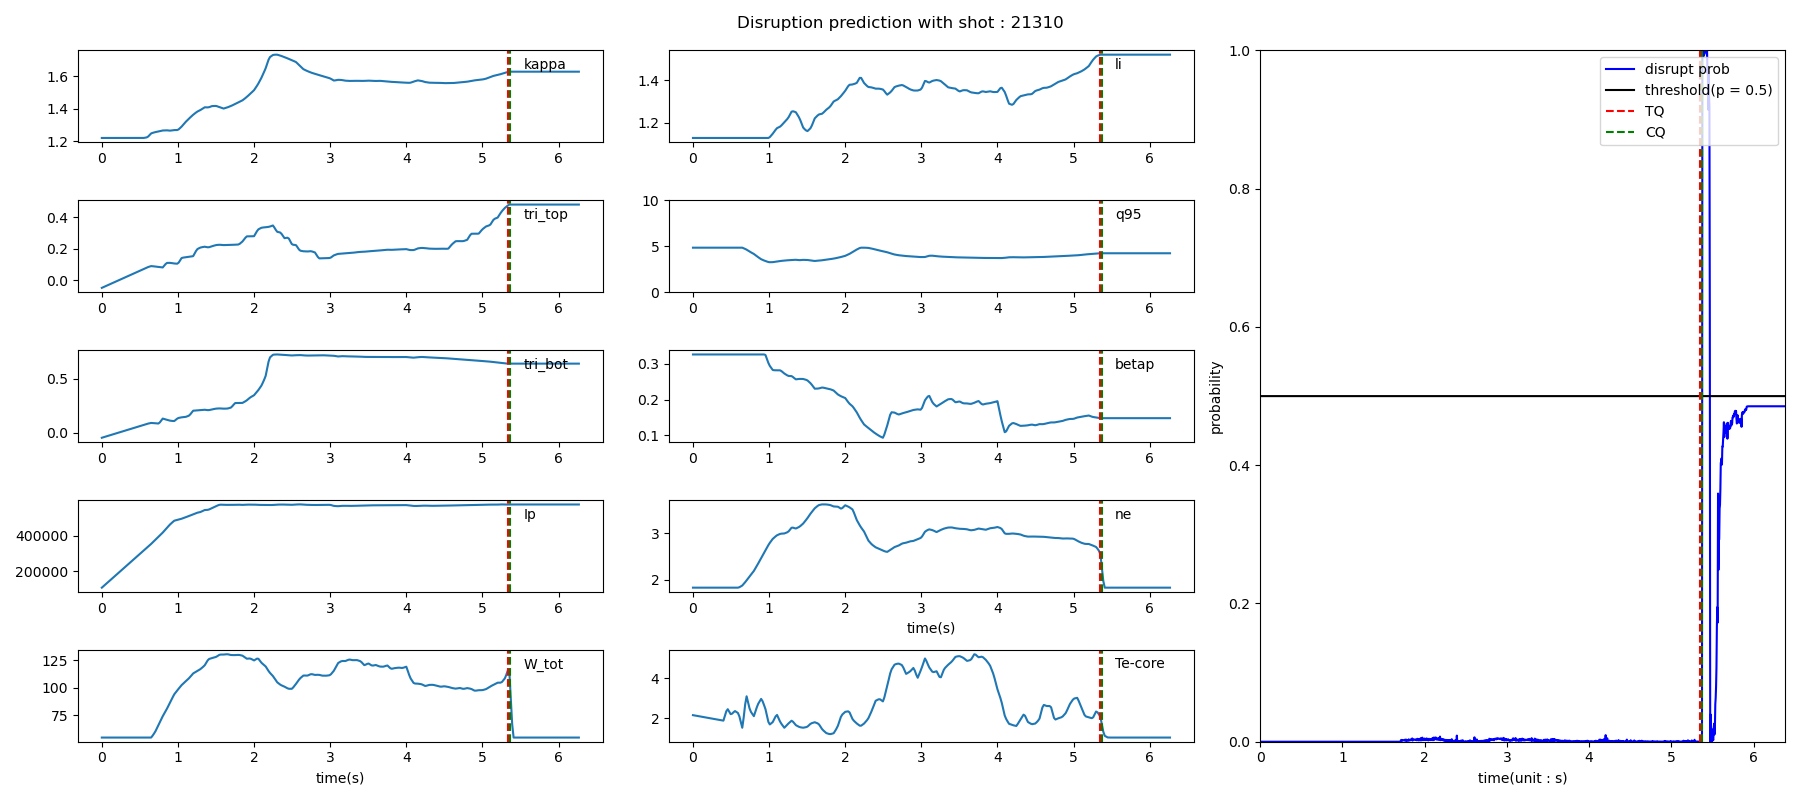 Disruption prediction with shot : 21310
kappa
1.6
1.4
1.2
0 1 2 3 4 5 6
li
1.4
1.2
0 1 2 3 4 5 6
tri_top
0.4
0.2
0.0
0 1 2 3 4 5 6
q95
10
5
0
0 1 2 3 4 5 6
tri_bot
0.5
0.0
0 1 2 3 4 5 6
betap
0.3
0.2
0.1
0 1 2 3 4 5 6
Ip
400000
200000
0 1 2 3 4 5 6
ne
3
2
0 1 2 3 4 5 6
time(s)
W_tot
125
100
75
0 1 2 3 4 5 6
time(s)
Te-core
4
2
0 1 2 3 4 5 6
disrupt prob
threshold(p = 0.5)
TQ
CQ
probability
1.0
0.8
0.6
0.4
0.2
0.0
0 1 2 3 4 5 6
time(unit : s)